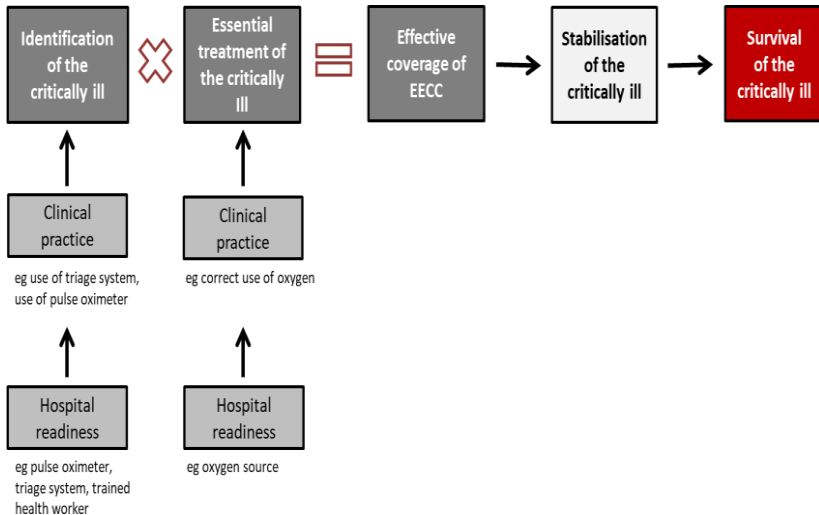 Identification
of the
critically ill
Essential
treatment of
the critically
Ill
Effective
coverage of
EECC
Stabilisation
of the
critically ill
Survival
of the
critically ill
Clinical
practice
eg use of triage system,
use of pulse oximeter
Clinical
practice
eg correct use of oxygen
Hospital
readiness
eg pulse oximeter,
triage system, trained
health worker
Hospital
readiness
eg oxygen source